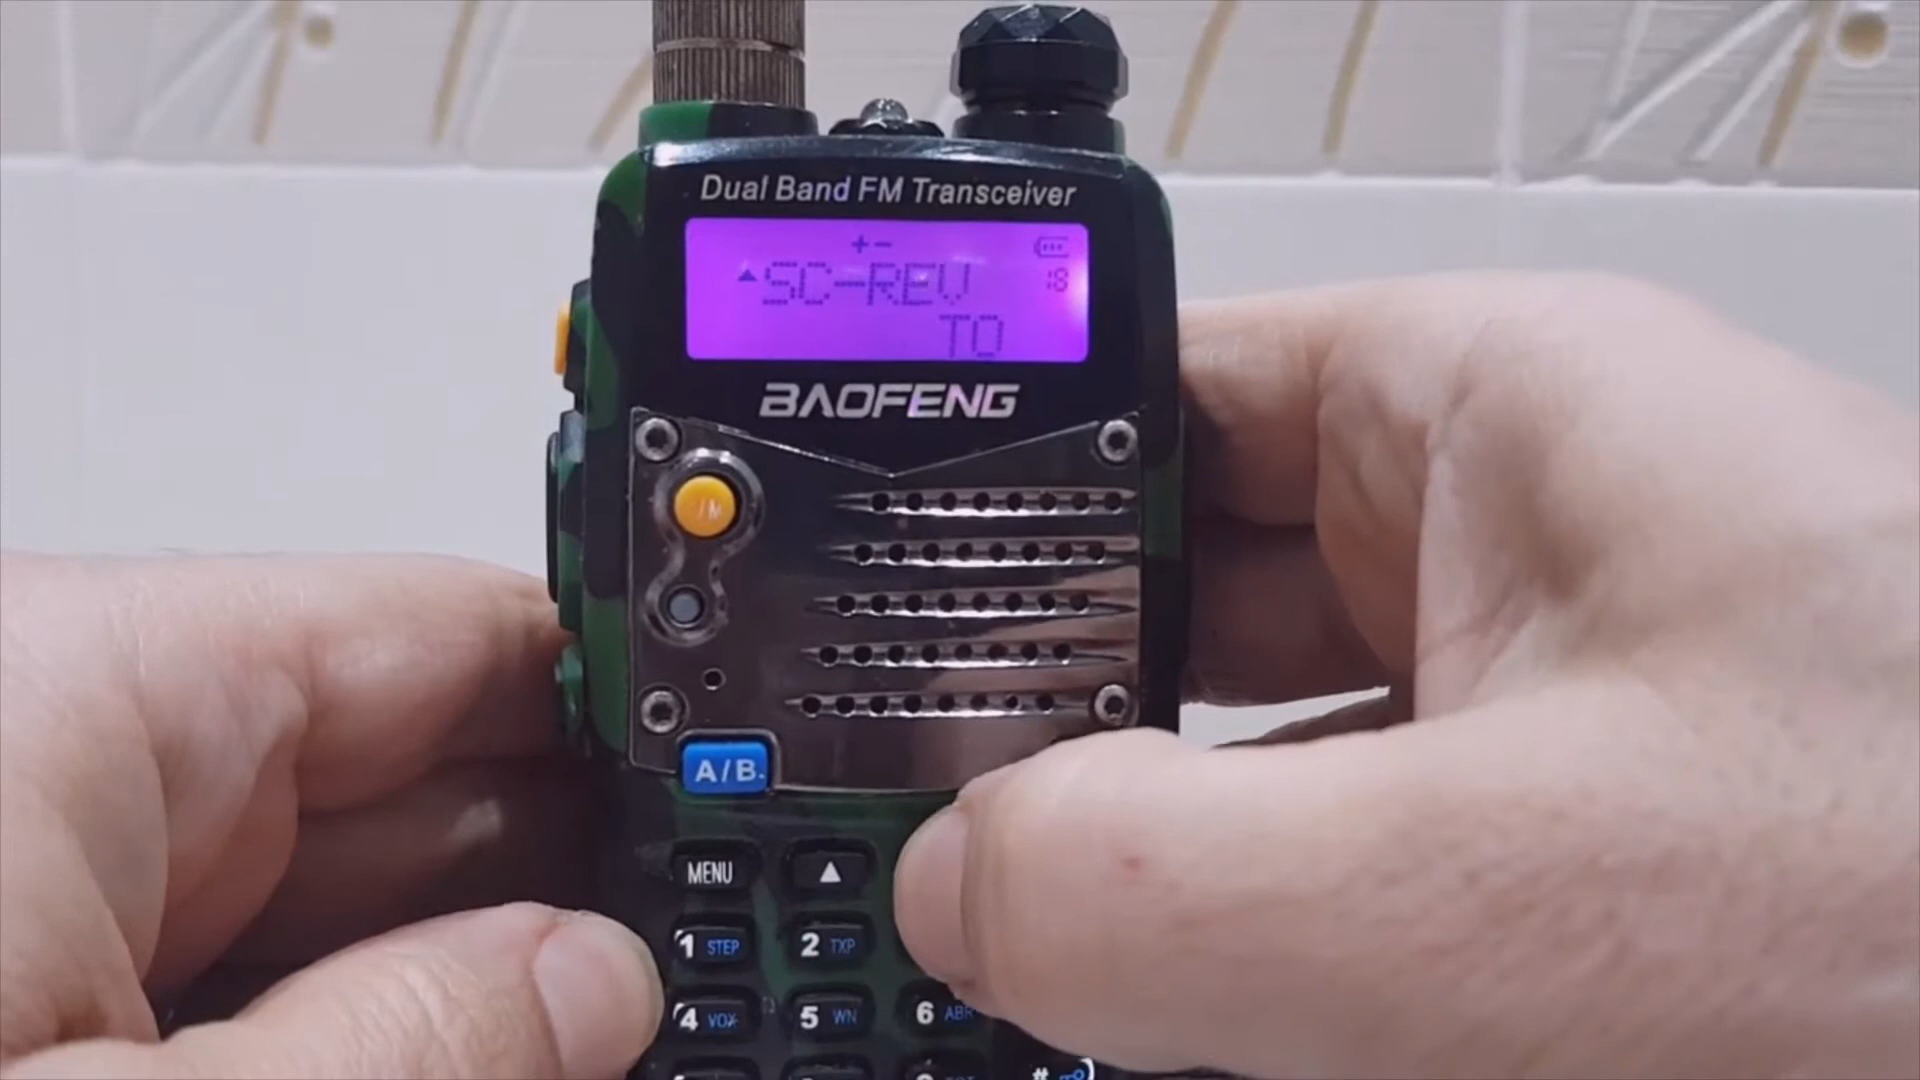 Dual Band FM Transceiver
+-
▲SC-REV 18
TO
BAOFENG
/M
A/B
MENU ▲
1 STEP 2 TXP
4 VOX 5 WN 6 ABR
#